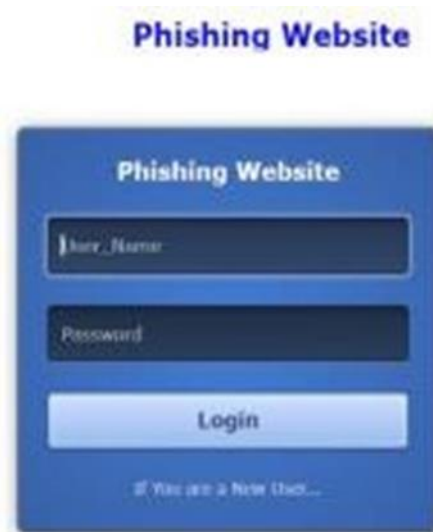 Phishing Website
Phishing Website
User_Name
Password
Login
If You are a New User...